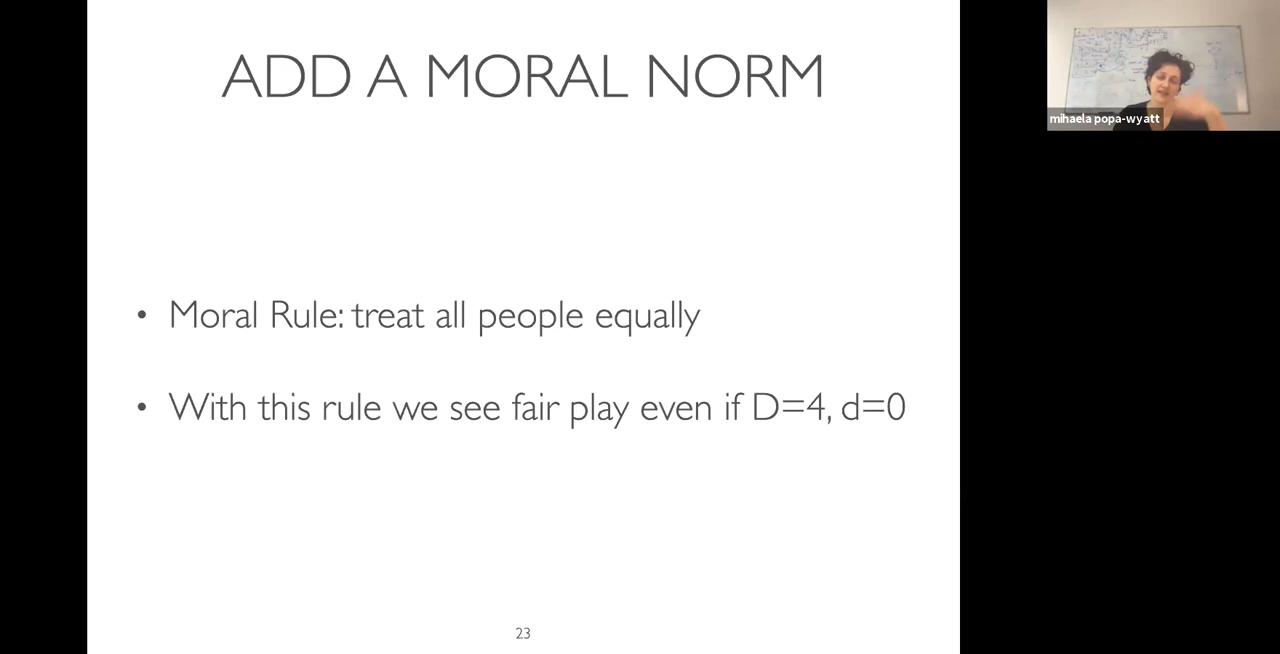 ADD A MORAL NORM
mihaela popa-wyatt
• Moral Rule: treat all people equally
• With this rule we see fair play even if D=4, d=0
23